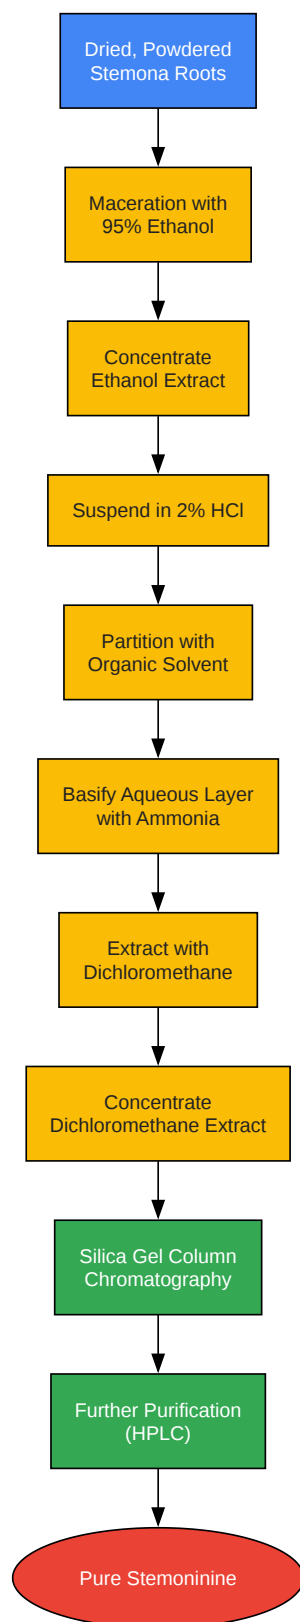 Dried, Powdered
Stemona Roots
Maceration with
95% Ethanol
Concentrate
Ethanol Extract
Suspend in 2% HCl
Partition with
Organic Solvent
Basify Aqueous Layer
with Ammonia
Extract with
Dichloromethane
Concentrate
Dichloromethane Extract
Silica Gel Column
Chromatography
Further Purification
(HPLC)
Pure Stemoninine